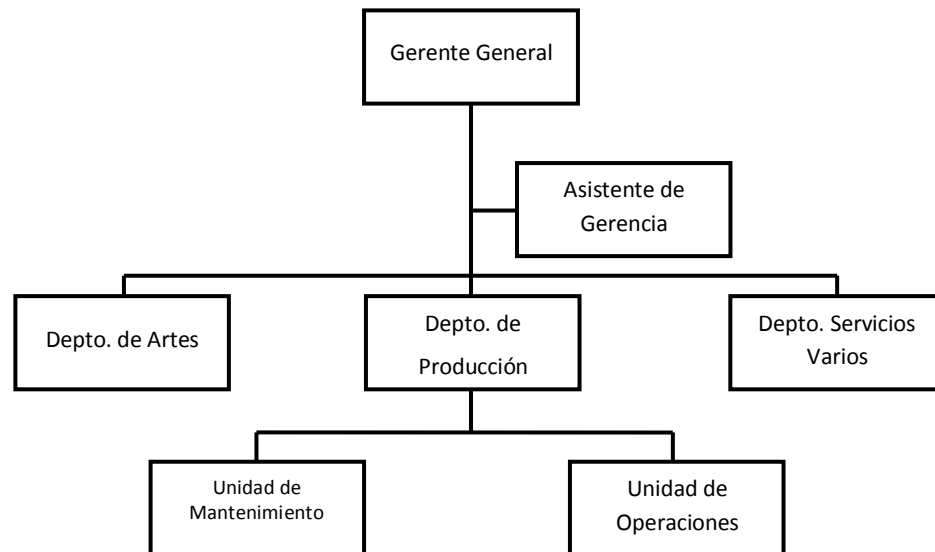 Gerente General
Asistente de
Gerencia
Depto. de Artes
Depto. de
Producción
Depto. Servicios
Varios
Unidad de
Mantenimiento
Unidad de
Operaciones